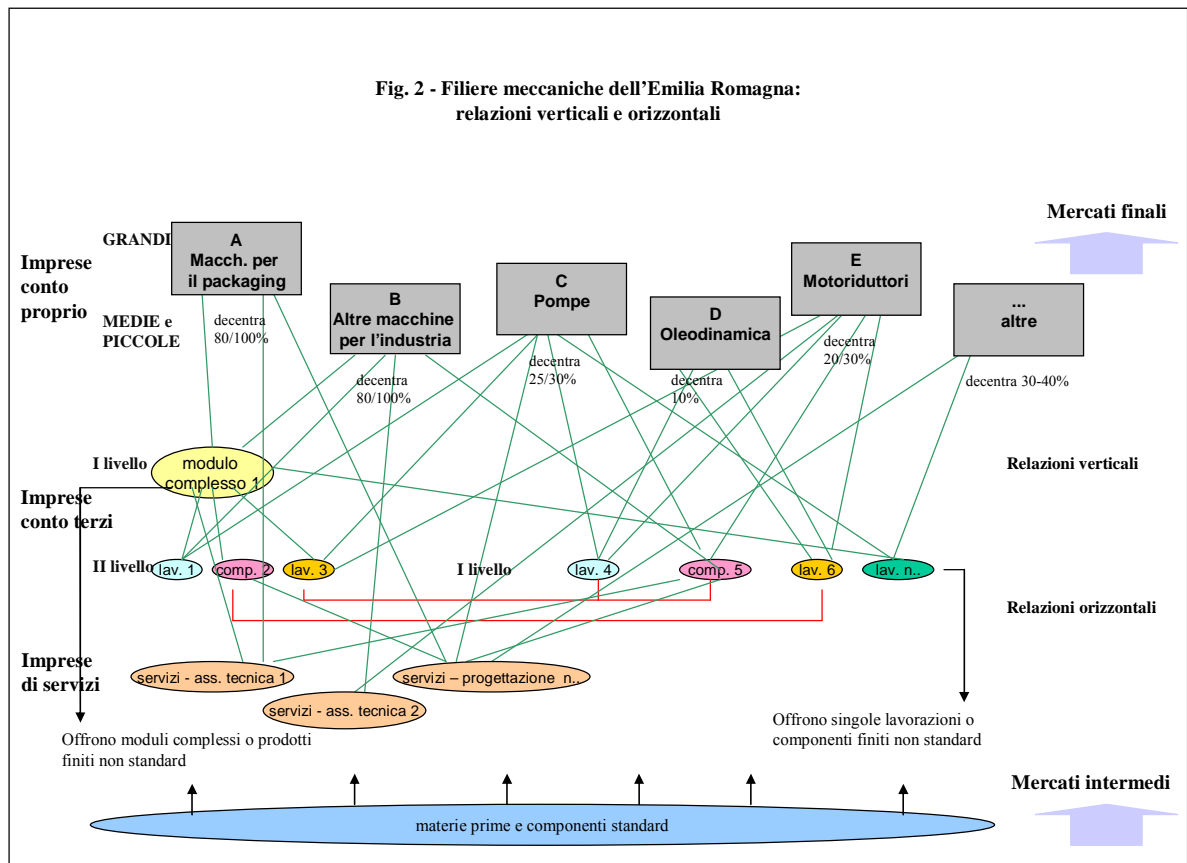 Fig. 2 - Filiere meccaniche dell'Emilia Romagna:
relazioni verticali e orizzontali
Mercati finali
GRANDI
Imprese
conto
proprio
MEDIE e
PICCOLE
A
Macch. per
il packaging
decentra
80/100%
B
Altre macchine
per l'industria
decentra
80/100%
C
Pompe
decentra
25/30%
D
Oleodinamica
decentra
10%
E
Motoriduttori
decentra
20/30%
...
altre
decentra 30-40%
I livello
modulo
complesso 1
Relazioni verticali
Imprese
conto terzi
II livello
lav. 1
comp. 2
lav. 3
I livello
lav. 4
comp. 5
lav. 6
lav. n..
Relazioni orizzontali
Imprese
di servizi
servizi - ass. tecnica 1
servizi - ass. tecnica 2
servizi – progettazione n..
Offrono moduli complessi o prodotti
finiti non standard
Offrono singole lavorazioni o
componenti finiti non standard
Mercati intermedi
materie prime e componenti standard